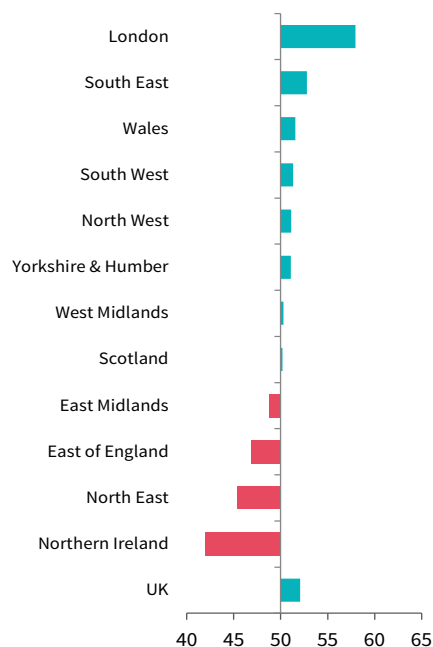 London
South East
Wales
South West
North West
Yorkshire & Humber
West Midlands
Scotland
East Midlands
East of England
North East
Northern Ireland
UK
40 45 50 55 60 65